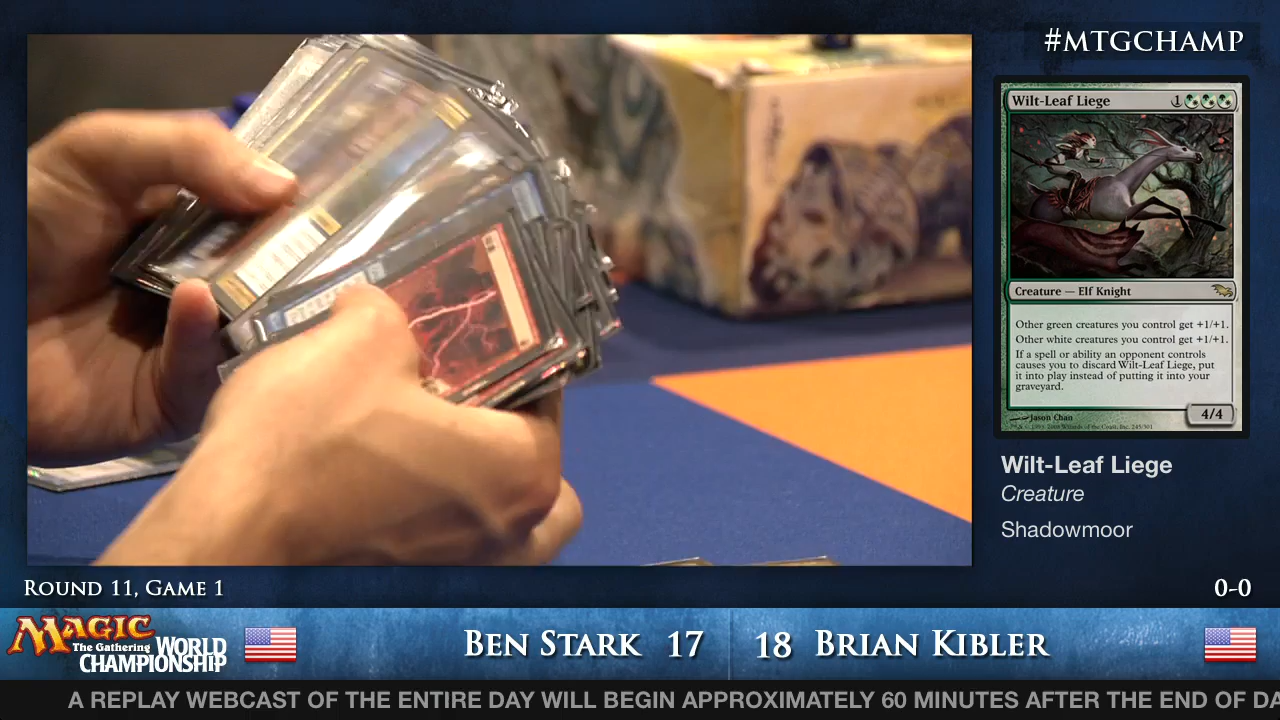 #MTGCHAMP
Wilt-Leaf Liege 1
Creature — Elf Knight
Other green creatures you control get +1/+1.
Other white creatures you control get +1/+1.
If a spell or ability an opponent controls
causes you to discard Wilt-Leaf Liege, put
it into play instead of putting it into your
graveyard.
4/4
Jason Chan
Wilt-Leaf Liege
Creature
Shadowmoor
Round 11, Game 1
0-0
Magic
The Gathering
World
Championship
Ben Stark 17
18 Brian Kibler
A REPLAY WEBCAST OF THE ENTIRE DAY WILL BEGIN APPROXIMATELY 60 MINUTES AFTER THE END OF DA